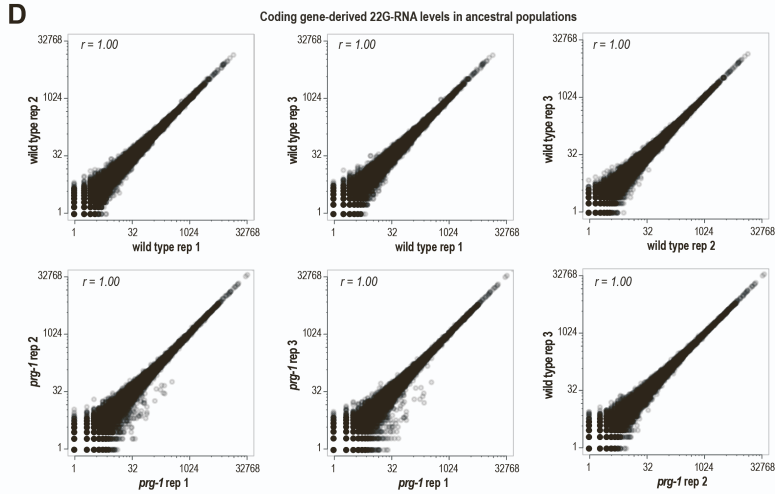 D
Coding gene-derived 22G-RNA levels in ancestral populations
32768
r = 1.00
1024
wild type rep 2
32
1
1
32
1024
32768
wild type rep 1
32768
r = 1.00
1024
wild type rep 3
32
1
1
32
1024
32768
wild type rep 1
32768
r = 1.00
1024
wild type rep 3
32
1
1
32
1024
32768
wild type rep 2
32768
r = 1.00
1024
prg-1 rep 2
32
1
1
32
1024
32768
prg-1 rep 1
32768
r = 1.00
1024
prg-1 rep 3
32
1
1
32
1024
32768
prg-1 rep 1
32768
r = 1.00
1024
wild type rep 3
32
1
1
32
1024
32768
prg-1 rep 2